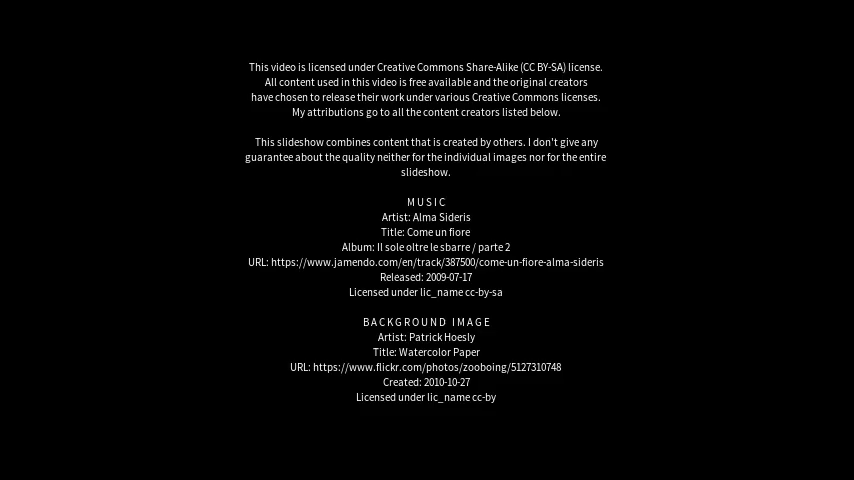 This video is licensed under Creative Commons Share-Alike (CC BY-SA) license.
All content used in this video is free available and the original creators
have chosen to release their work under various Creative Commons licenses.
My attributions go to all the content creators listed below.
This slideshow combines content that is created by others. I don't give any
guarantee about the quality neither for the individual images nor for the entire
slideshow.
M U S I C
Artist: Alma Sideris
Title: Come un fiore
Album: Il sole oltre le sbarre / parte 2
URL: https://www.jamendo.com/en/track/387500/come-un-fiore-alma-sideris
Released: 2009-07-17
Licensed under lic_name cc-by-sa
B A C K G R O U N D   I M A G E
Artist: Patrick Hoesly
Title: Watercolor Paper
URL: https://www.flickr.com/photos/zooboing/5127310748
Created: 2010-10-27
Licensed under lic_name cc-by